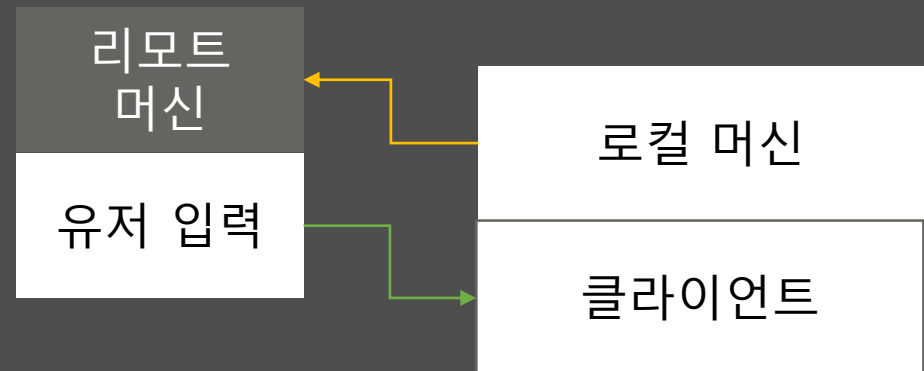 리모트
머신
유저 입력
로컬 머신
클라이언트